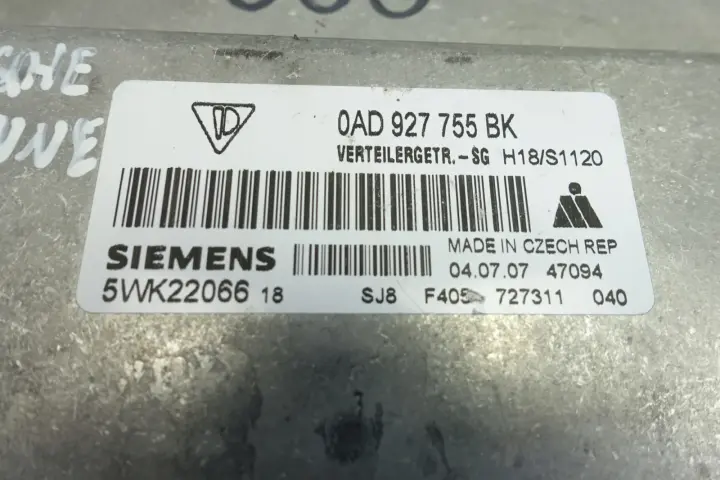 0AD 927 755 BK
VERTEILERGETR.-SG H18/S1120
SIEMENS
MADE IN CZECH REP
04.07.07 47094
5WK22066 18 SJ8 F405 727311 040